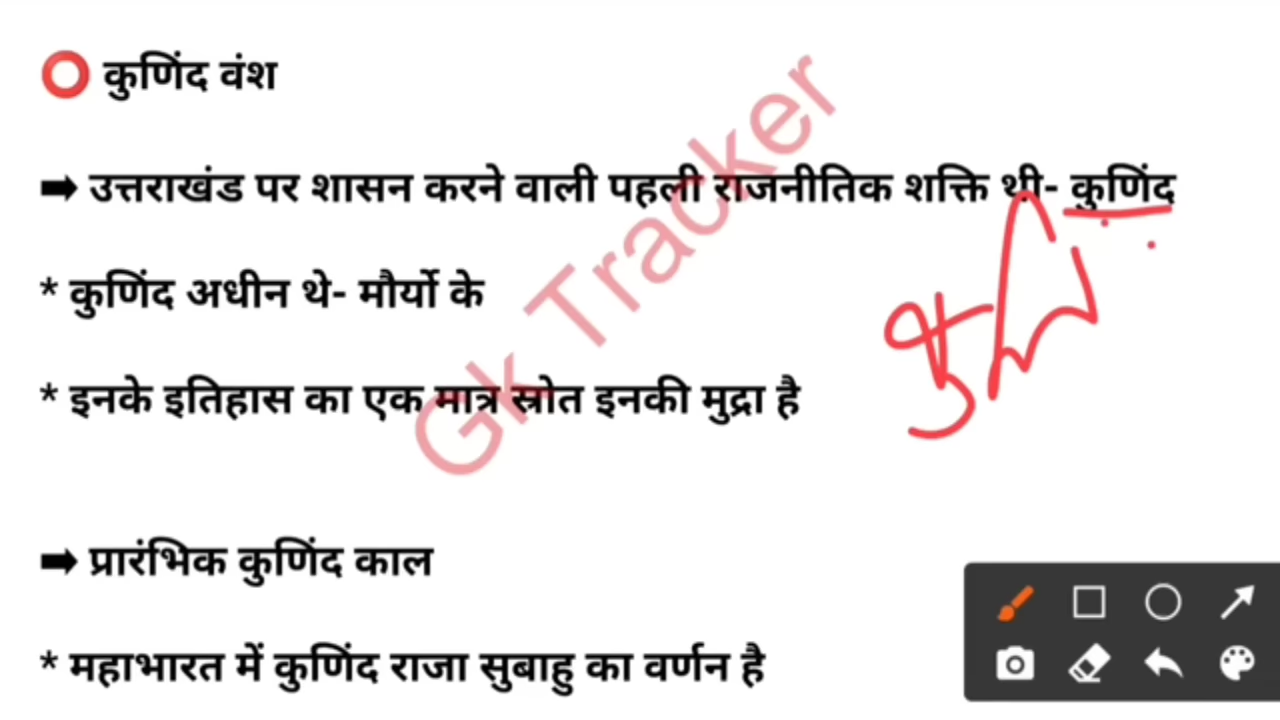 कुणिंद वंश
➡ उत्तराखंड पर शासन करने वाली पहली राजनीतिक शक्ति थी- कुणिंद
* कुणिंद अधीन थे- मौर्यो के
* इनके इतिहास का एक मात्र स्रोत इनकी मुद्रा है
➡ प्रारंभिक कुणिंद काल
* महाभारत में कुणिंद राजा सुबाहु का वर्णन है
Gk Tracker